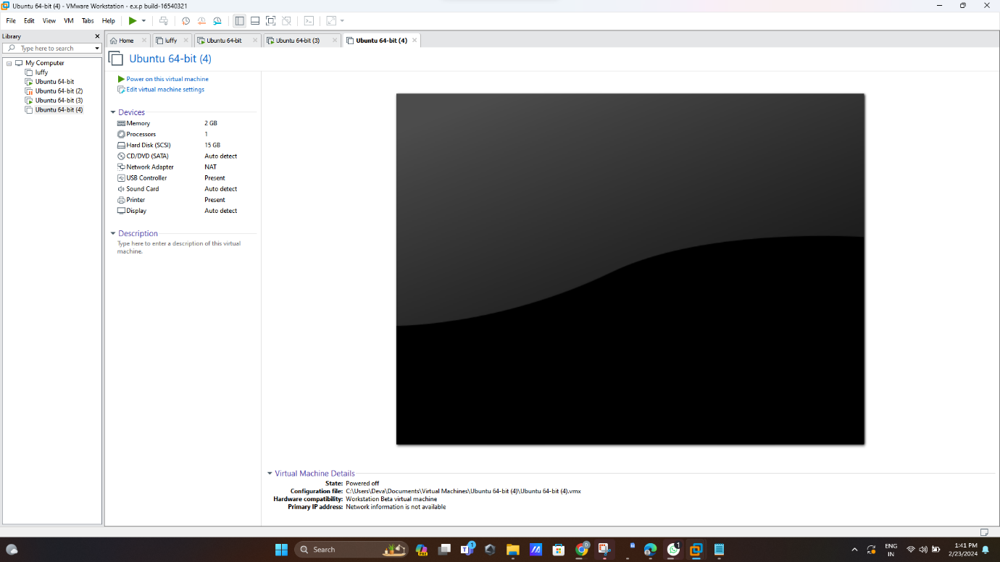 Ubuntu 64-bit (4) - VMware Workstation - e.x.p build-16540321
File Edit View VM Tabs Help
Library
Type here to search
My Computer
luffy
Ubuntu 64-bit
Ubuntu 64-bit (2)
Ubuntu 64-bit (3)
Ubuntu 64-bit (4)
Home luffy Ubuntu 64-bit Ubuntu 64-bit (3) Ubuntu 64-bit (4)
Ubuntu 64-bit (4)
Power on this virtual machine
Edit virtual machine settings
Devices
Memory 2 GB
Processors 1
Hard Disk (SCSI) 15 GB
CD/DVD (SATA) Auto detect
Network Adapter NAT
USB Controller Present
Sound Card Auto detect
Printer Present
Display Auto detect
Description
Type here to enter a description of this virtual
machine.
Virtual Machine Details
State: Powered off
Configuration file: C:\Users\Deva\Documents\Virtual Machines\Ubuntu 64-bit (4)\Ubuntu 64-bit (4).vmx
Hardware compatibility: Workstation Beta virtual machine
Primary IP address: Network information is not available
Search
PRE
1
D
1
ENG
IN
1:41 PM
2/23/2024